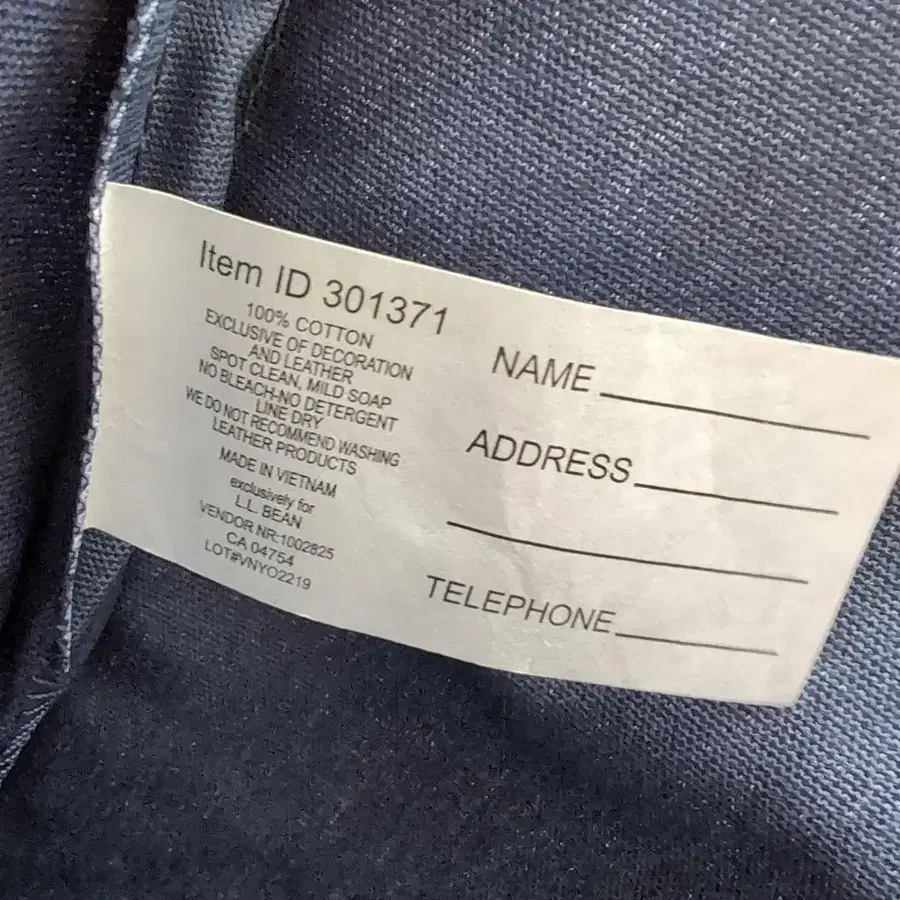 Item ID 301371
100% COTTON
EXCLUSIVE OF DECORATION
AND LEATHER
SPOT CLEAN, MILD SOAP
NO BLEACH-NO DETERGENT
LINE DRY
WE DO NOT RECOMMEND WASHING
LEATHER PRODUCTS
MADE IN VIETNAM
exclusively for
L.L. BEAN
VENDOR NR:1002825
CA 04754
LOT#VNYO2219
NAME
ADDRESS
TELEPHONE